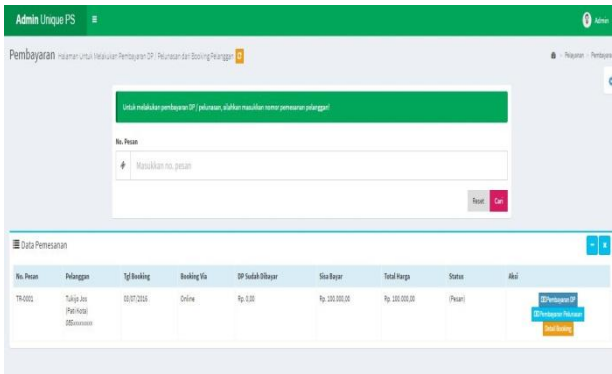 Admin Unique PS
Admin
Pembayaran Halaman Untuk Melakukan Pembayaran DP / Pelunasan dari Booking Pelanggan
Pelayanan Pembayara
Untuk melakukan pembayaran DP / pelunasan, silahkan masukkan nomor pemesanan pelanggan!
No. Pesan
Masukkan no. pesan
Reset Cari
Data Pemesanan
No. Pesan Pelanggan Tgl Booking Booking Via DP Sudah Dibayar Sisa Bayar Total Harga Status Aksi
TR-0001 Tukijo Jos 03/07/2016 Online Rp. 0,00 Rp. 100.000,00 Rp. 100.000,00 (Pesan) Pembayaran DP
(Pati Kota) Pembayaran Pelunasan
Detail Booking